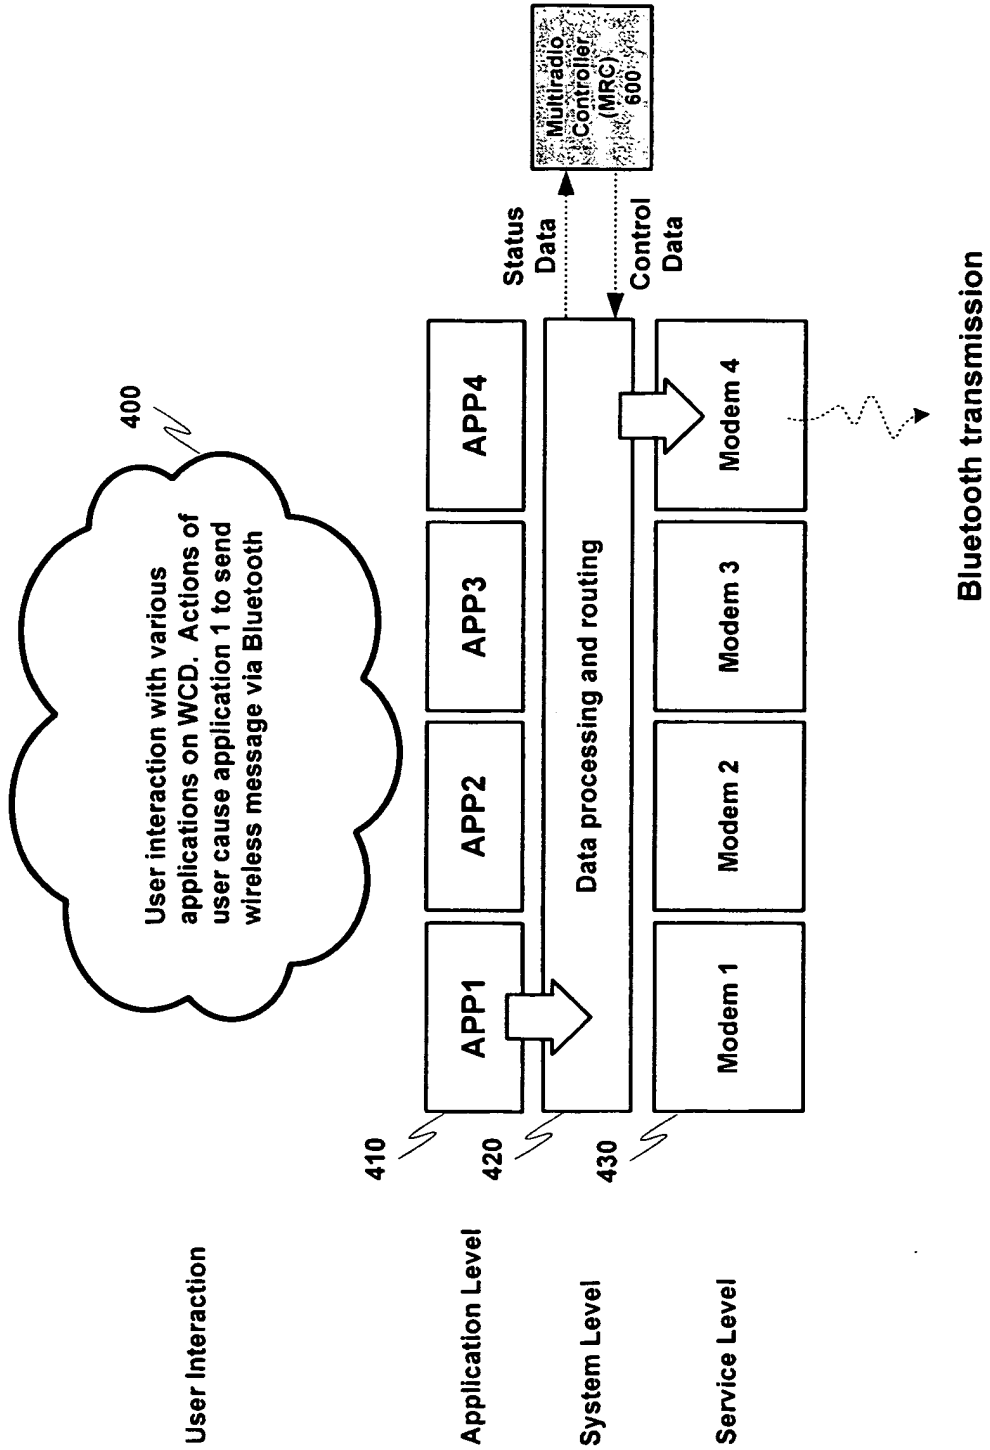 User Interaction
400
User interaction with various
applications on WCD. Actions of
user cause application 1 to send
wireless message via Bluetooth
Application Level
410
APP1
APP2
APP3
APP4
System Level
420
Data processing and routing
Status
Data
Control
Data
Multiradio
Controller
(MRC)
600
Service Level
430
Modem 1
Modem 2
Modem 3
Modem 4
Bluetooth transmission